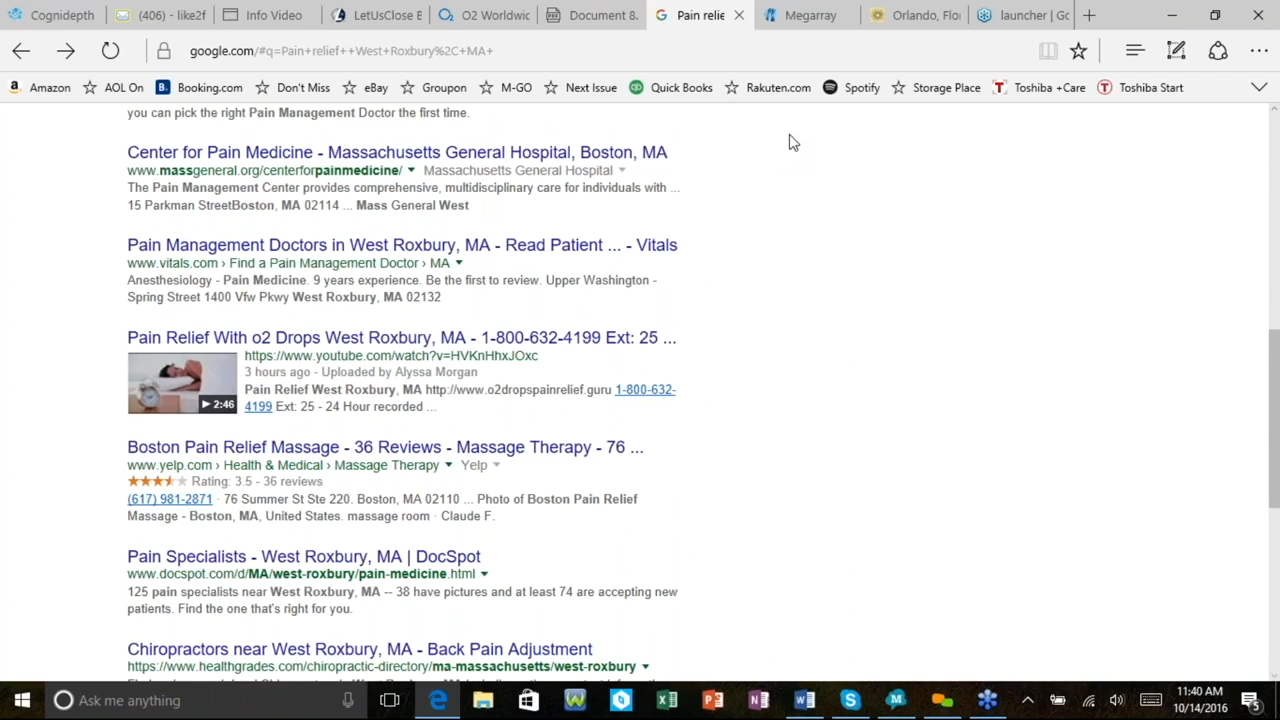 Cognidepth
(406) - like2f
Info Video
LetUsClose E
O2 Worldwic
Document 8.
Pain relie
Megarray
Orlando, Flo
launcher | Go
google.com/#q=Pain+relief++West+Roxbury%2C+MA+
Amazon
AOL On
Booking.com
Don't Miss
eBay
Groupon
M-GO
Next Issue
Quick Books
Rakuten.com
Spotify
Storage Place
Toshiba +Care
Toshiba Start
you can pick the right Pain Management Doctor the first time.
Center for Pain Medicine - Massachusetts General Hospital, Boston, MA
www.massgeneral.org/centerforpainmedicine/ Massachusetts General Hospital
The Pain Management Center provides comprehensive, multidisciplinary care for individuals with ...
15 Parkman StreetBoston, MA 02114 ... Mass General West
Pain Management Doctors in West Roxbury, MA - Read Patient ... - Vitals
www.vitals.com › Find a Pain Management Doctor › MA
Anesthesiology - Pain Medicine. 9 years experience. Be the first to review. Upper Washington -
Spring Street 1400 Vfw Pkwy West Roxbury, MA 02132
Pain Relief With o2 Drops West Roxbury, MA - 1-800-632-4199 Ext: 25 ...
https://www.youtube.com/watch?v=HVKnHhxJOxc
3 hours ago - Uploaded by Alyssa Morgan
Pain Relief West Roxbury, MA http://www.o2dropspainrelief.guru 1-800-632-
4199 Ext: 25 - 24 Hour recorded ...
2:46
Boston Pain Relief Massage - 36 Reviews - Massage Therapy - 76 ...
www.yelp.com › Health & Medical › Massage Therapy Yelp
Rating: 3.5 - 36 reviews
(617) 981-2871 · 76 Summer St Ste 220. Boston, MA 02110 ... Photo of Boston Pain Relief
Massage - Boston, MA, United States. massage room · Claude F.
Pain Specialists - West Roxbury, MA | DocSpot
www.docspot.com/d/MA/west-roxbury/pain-medicine.html
125 pain specialists near West Roxbury, MA -- 38 have pictures and at least 74 are accepting new
patients. Find the one that's right for you.
Chiropractors near West Roxbury, MA - Back Pain Adjustment
https://www.healthgrades.com/chiropractic-directory/ma-massachusetts/west-roxbury
Ask me anything
11:40 AM
10/14/2016
5